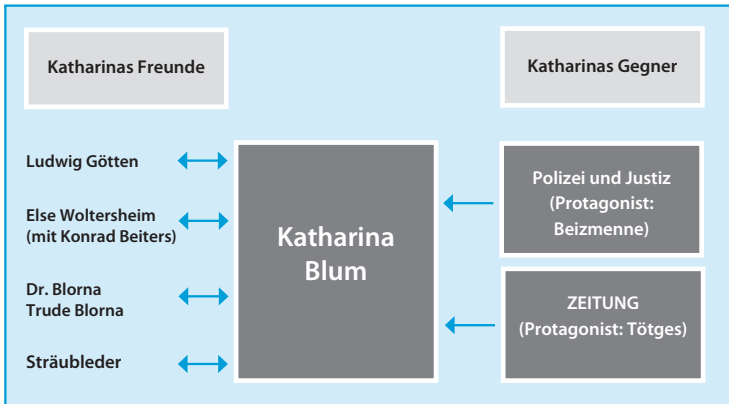 Katharinas Freunde
Katharinas Gegner
Ludwig Götten
Else Woltersheim
(mit Konrad Beiters)
Dr. Blorna
Trude Blorna
Sträubleder
Katharina
Blum
Polizei und Justiz
(Protagonist:
Beizmenne)
ZEITUNG
(Protagonist: Tötges)